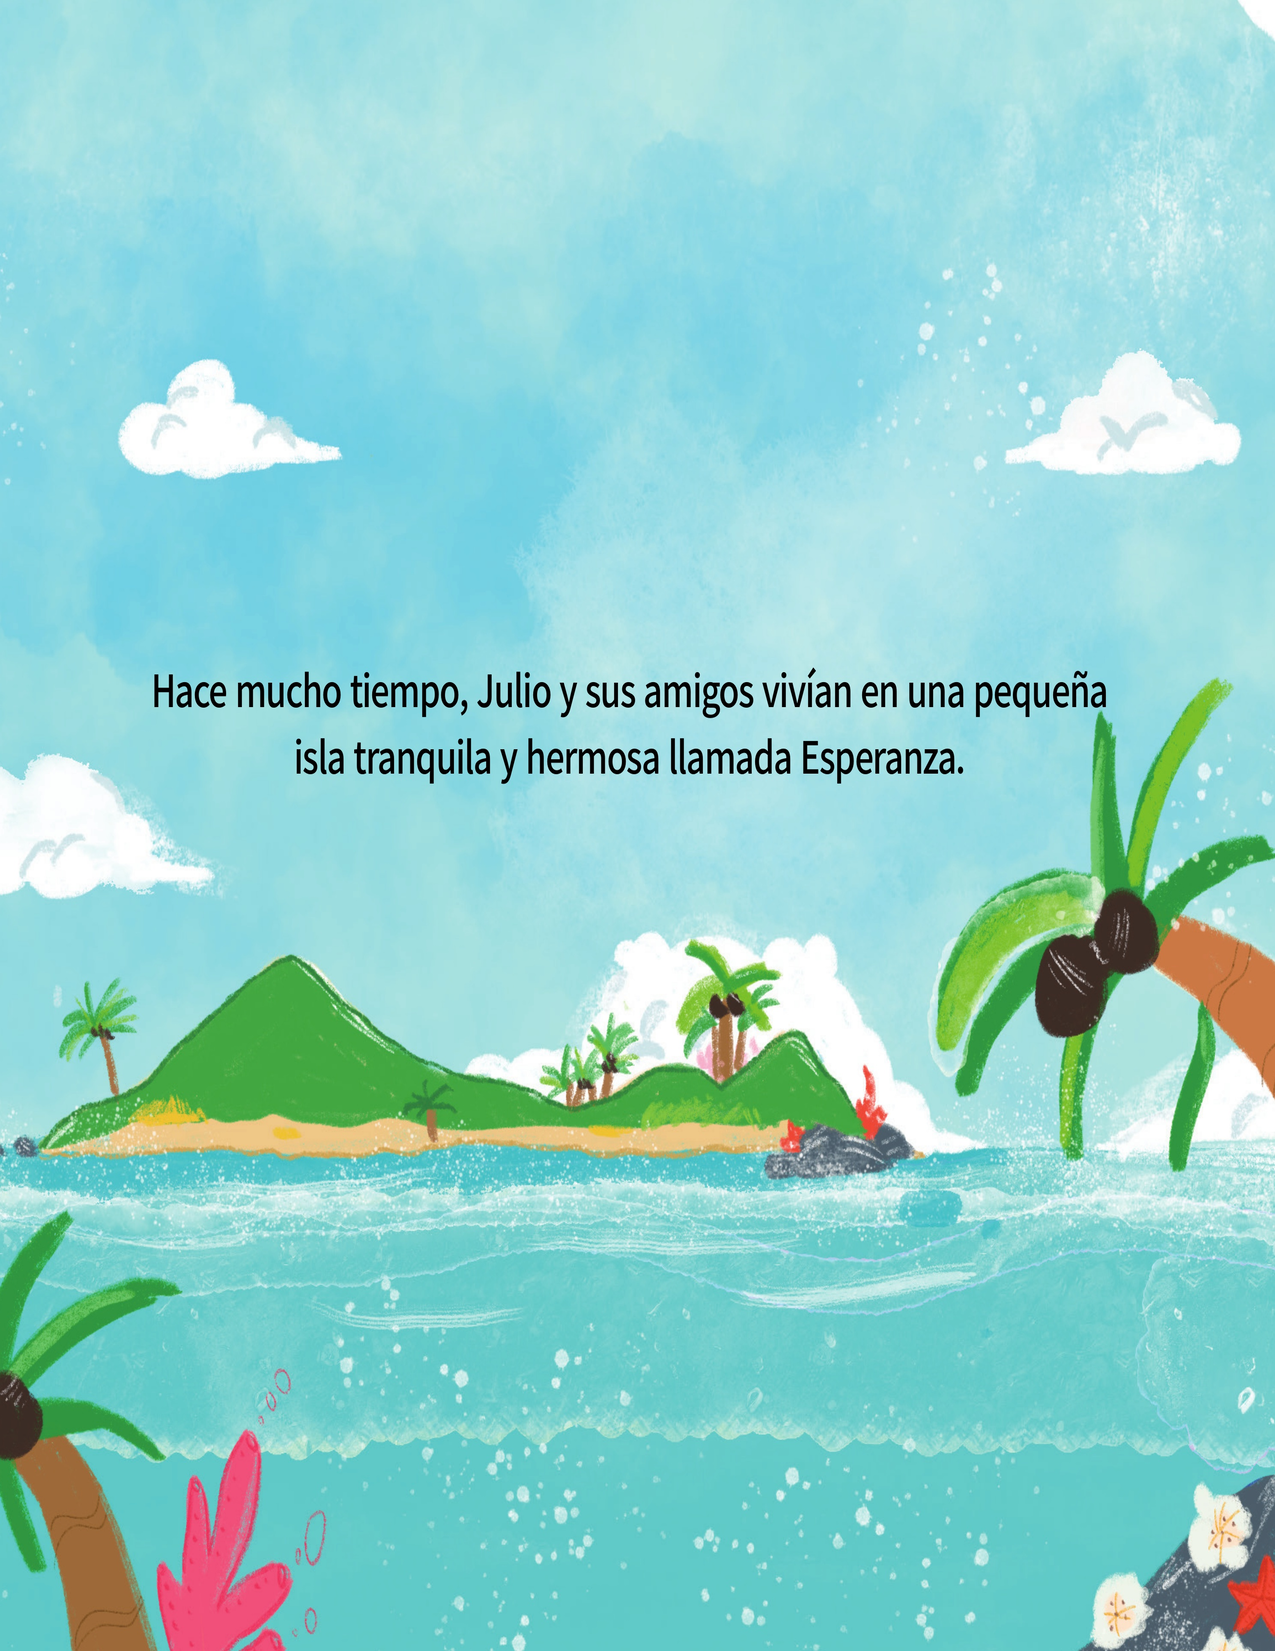 Hace mucho tiempo, Julio y sus amigos vivían en una pequeña
isla tranquila y hermosa llamada Esperanza.